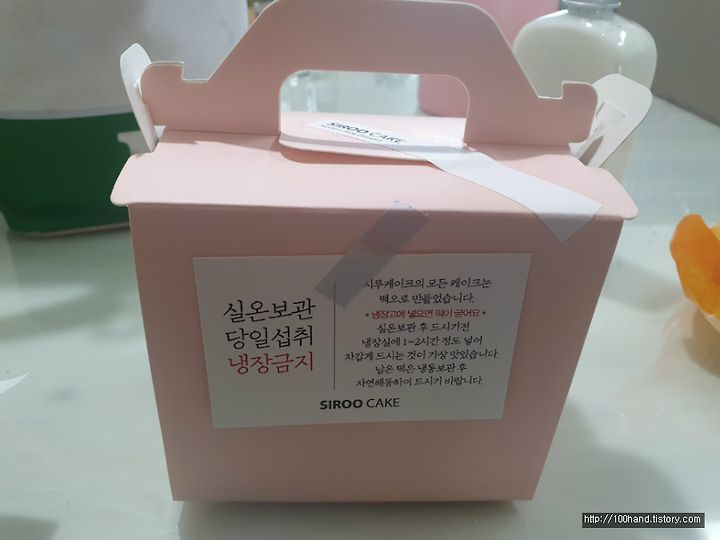 SIROO CAKE
실온보관
당일섭취
냉장금지
시루케이크의 모든 케이크는
떡으로 만들었습니다.
* 냉장고에 넣으면 떡이 굳어요 *
실온보관 후 드시기전
냉장실에 1~2시간 정도 넣어
차갑게 드시는 것이 가장 맛있습니다.
남은 떡은 냉동보관 후
자연해동하여 드시기 바랍니다.
SIROO CAKE
http://100hand.tistory.com